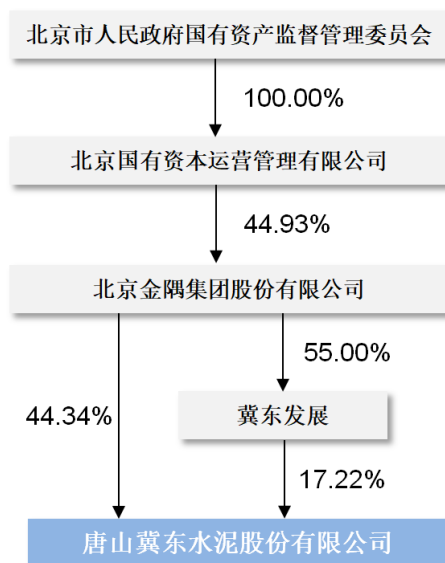 北京市人民政府国有资产监督管理委员会
100.00%
北京国有资本运营管理有限公司
44.93%
北京金隅集团股份有限公司
55.00%
44.34%
冀东发展
17.22%
唐山冀东水泥股份有限公司